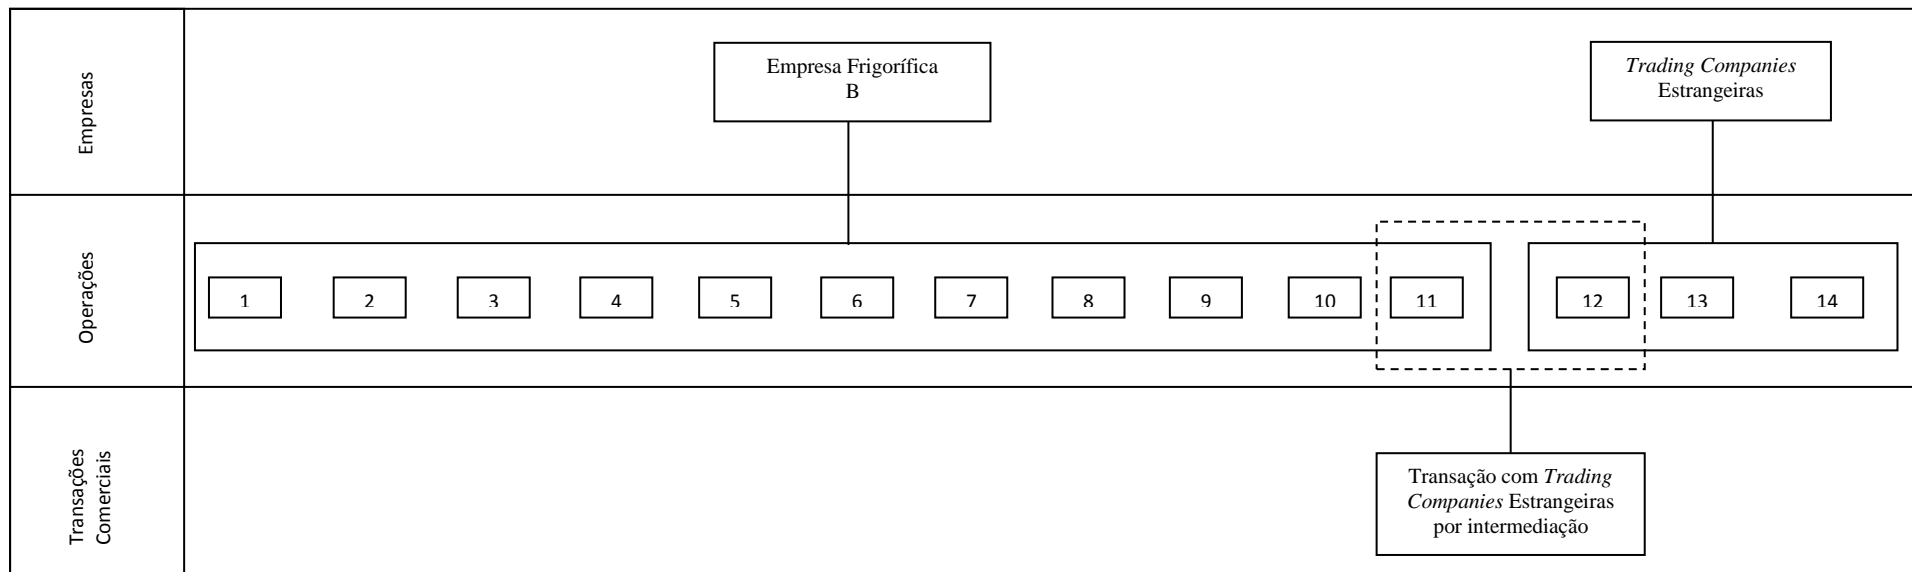 Empresas
Empresa Frigorífica
B
Trading Companies
Estrangeiras
Operações
1
2
3
4
5
6
7
8
9
10
11
12
13
14
Transações
Comerciais
Transação com Trading
Companies Estrangeiras
por intermediação